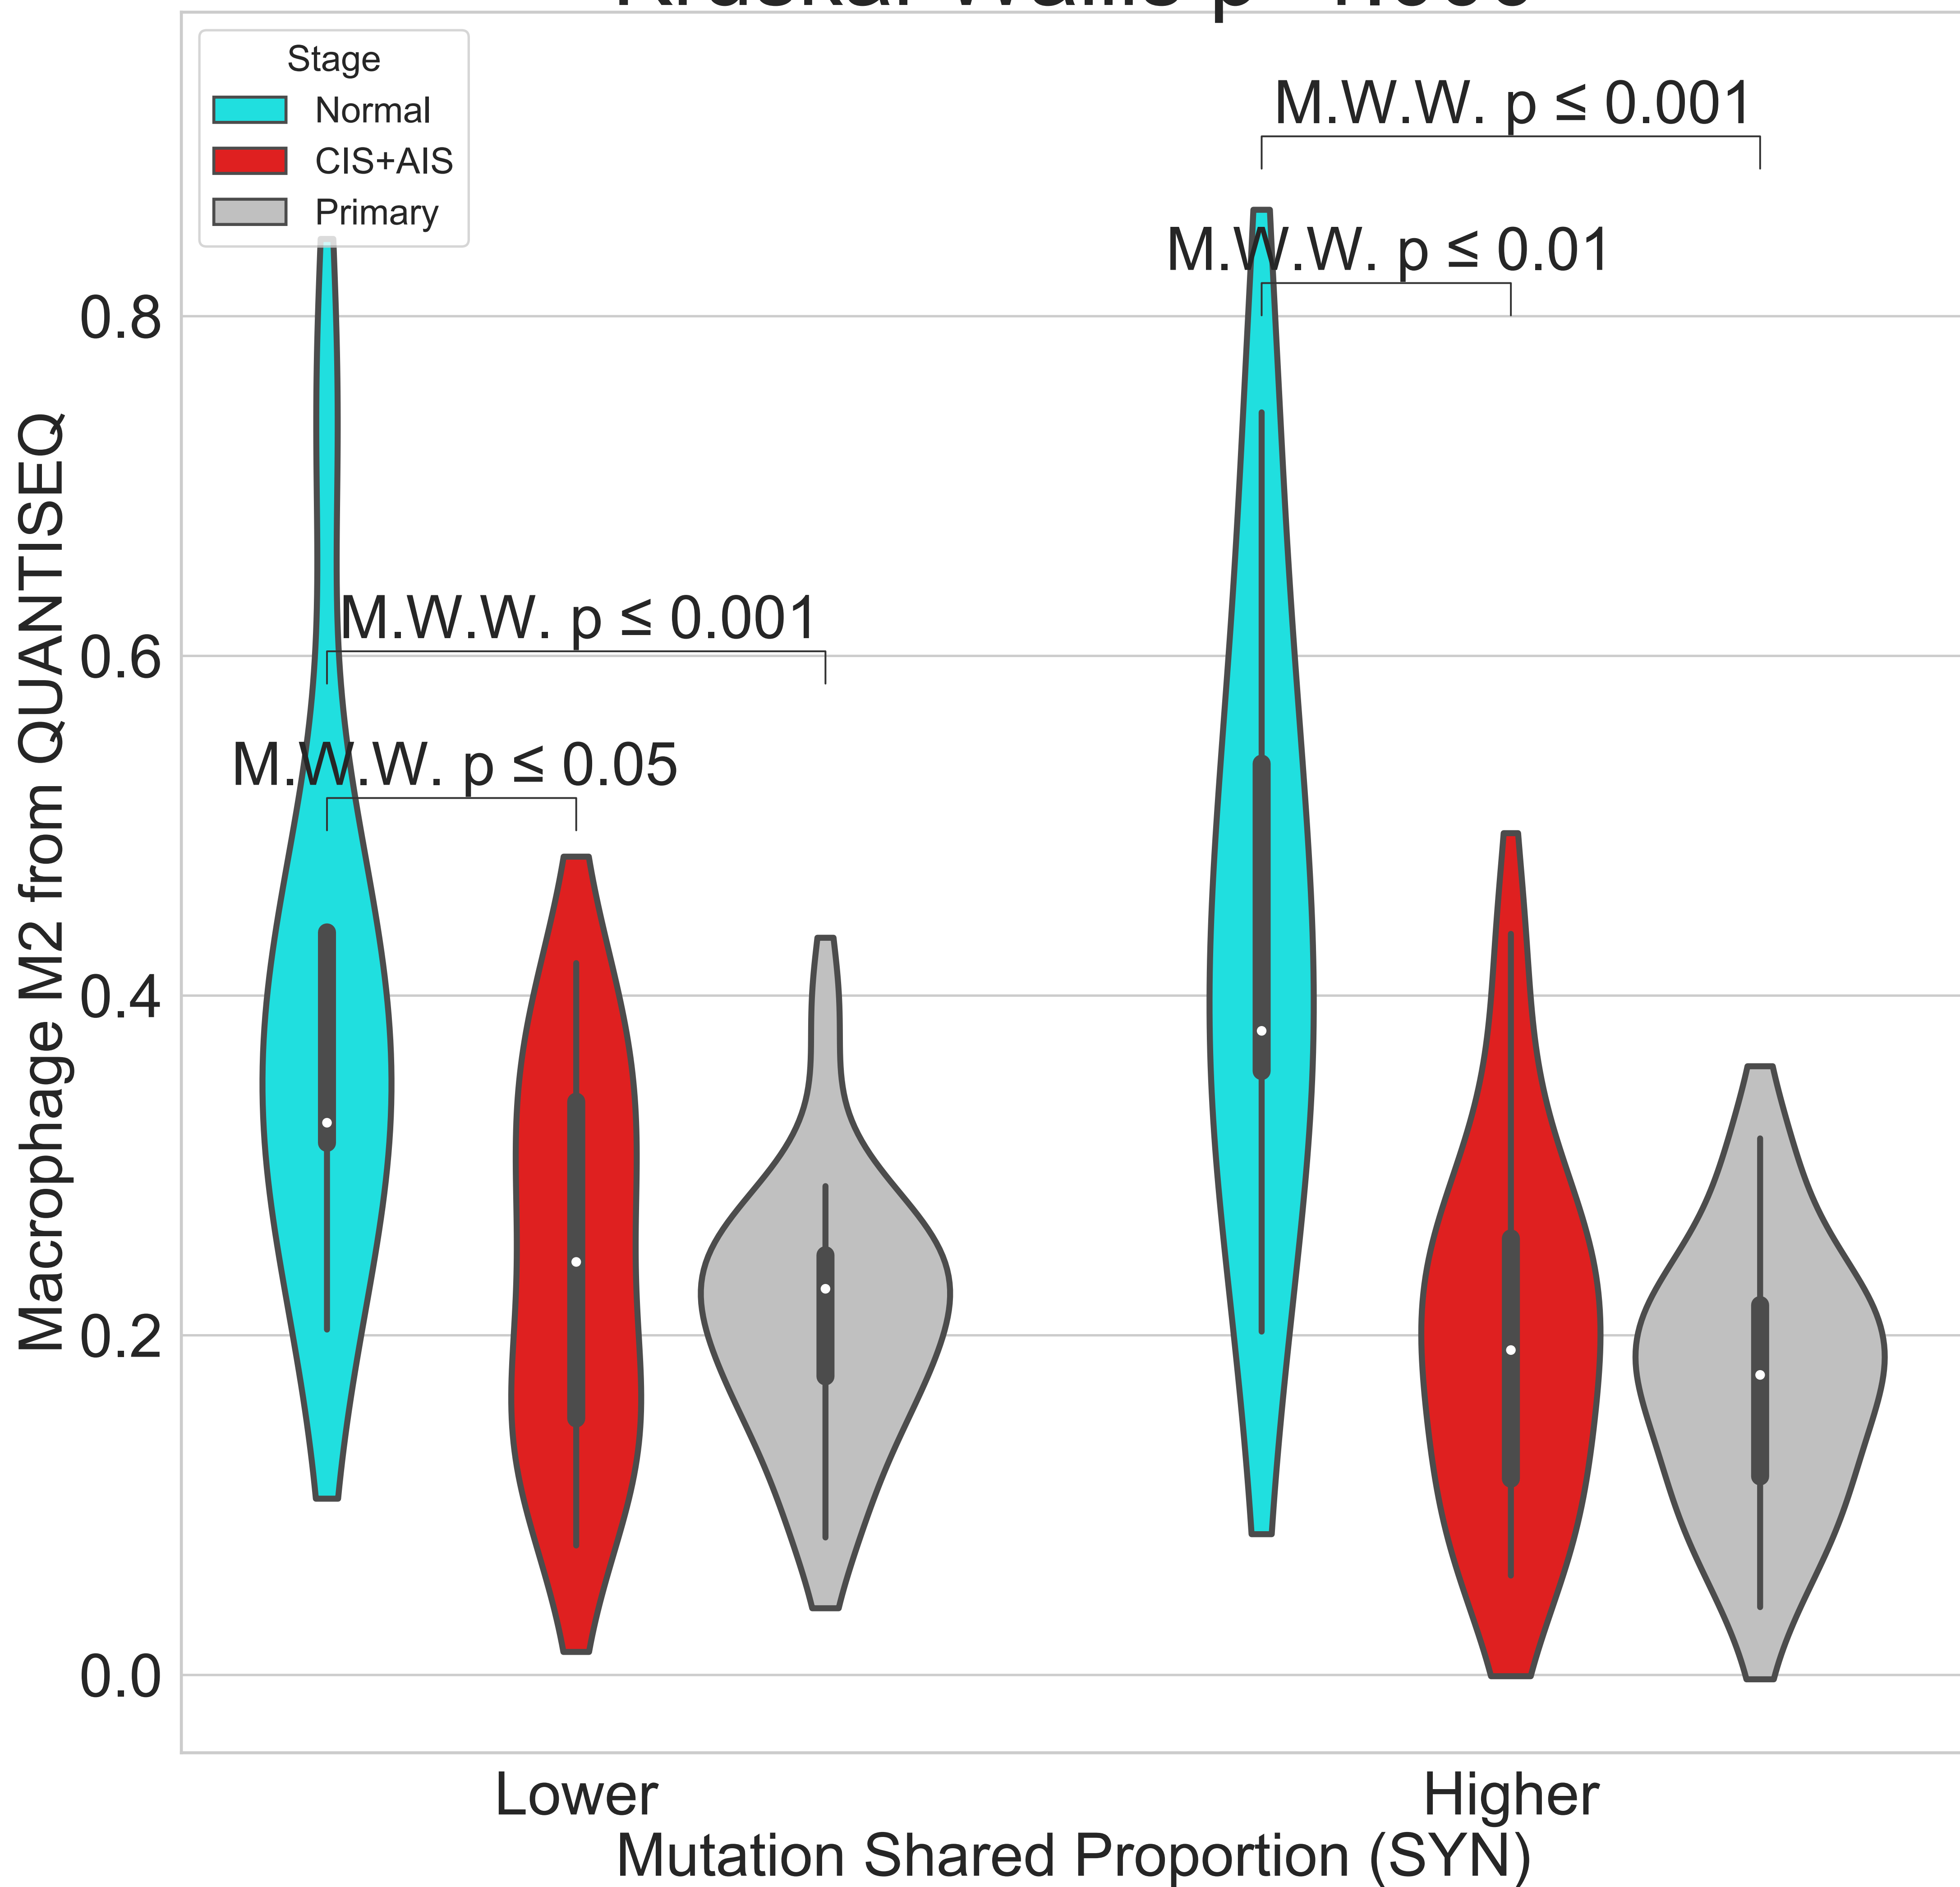 Stage
Normal
CIS+AIS
Primary
M.W.W. p ≤ 0.001
M.W.W. p ≤ 0.01
M.W.W. p ≤ 0.001
M.W.W. p ≤ 0.05
Macrophage M2 from QUANTISEQ
0.8
0.6
0.4
0.2
0.0
Lower
Higher
Mutation Shared Proportion (SYN)